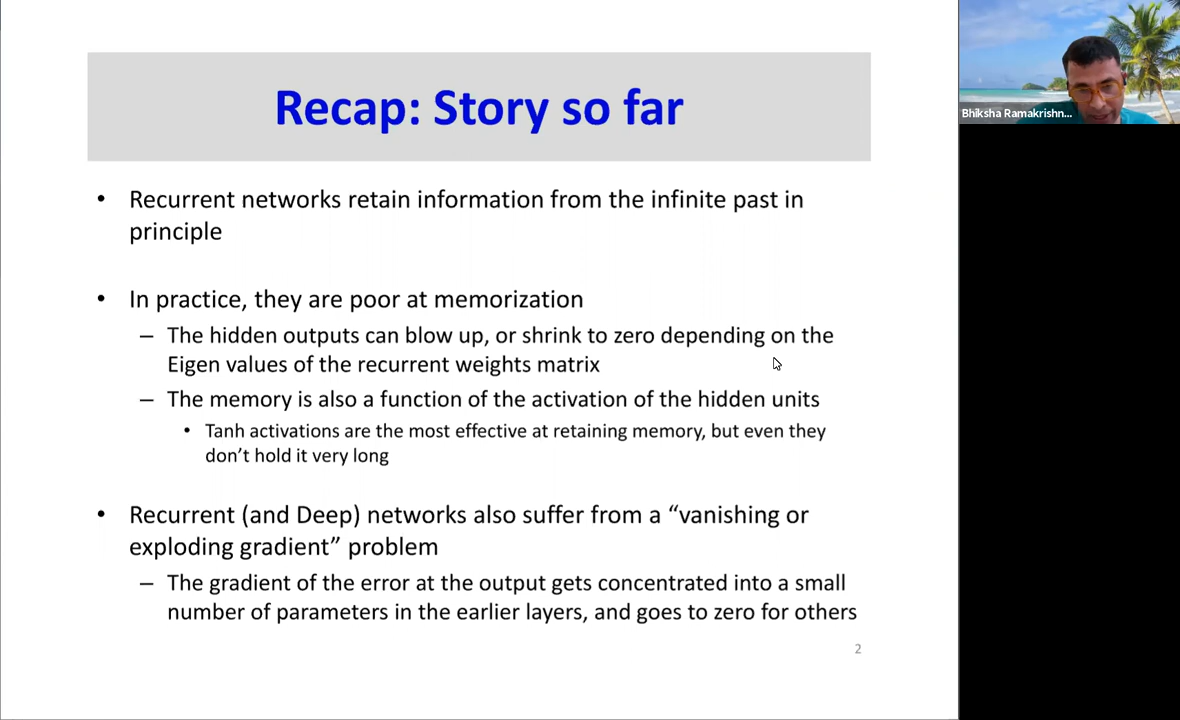 Recap: Story so far
• Recurrent networks retain information from the infinite past in
principle
• In practice, they are poor at memorization
– The hidden outputs can blow up, or shrink to zero depending on the
Eigen values of the recurrent weights matrix
– The memory is also a function of the activation of the hidden units
• Tanh activations are the most effective at retaining memory, but even they
don’t hold it very long
• Recurrent (and Deep) networks also suffer from a “vanishing or
exploding gradient” problem
– The gradient of the error at the output gets concentrated into a small
number of parameters in the earlier layers, and goes to zero for others
2
Bhiksha Ramakrishn...